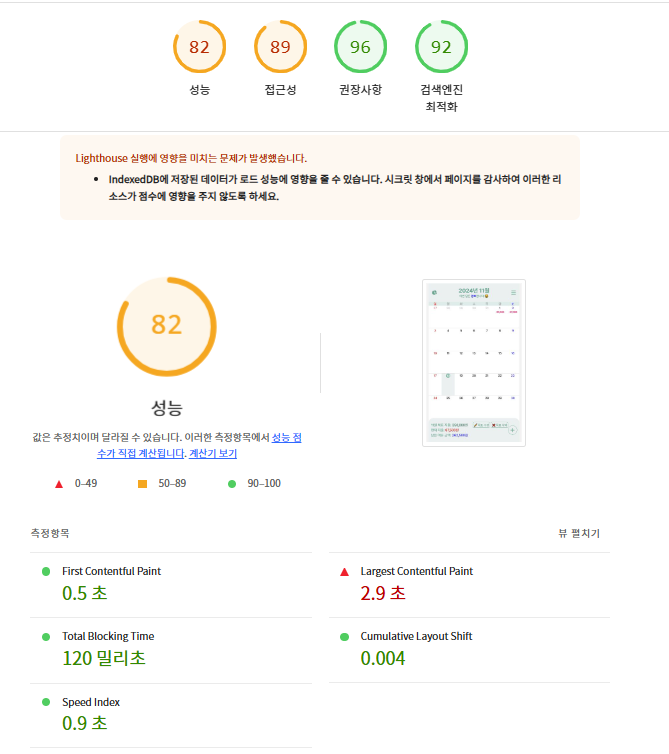 82
89
96
92
성능
접근성
권장사항
검색엔진
최적화
Lighthouse 실행에 영향을 미치는 문제가 발생했습니다.
IndexedDB에 저장된 데이터가 로드 성능에 영향을 줄 수 있습니다. 시크릿 창에서 페이지를 감사하여 이러한 리
소스가 점수에 영향을 주지 않도록 하세요.
82
성능
값은 추정치이며 달라질 수 있습니다. 이러한 측정항목에서 성능 점
수가 직접 계산됩니다. 계산기 보기
0–49
50–89
90–100
2024년 11월
측정항목
뷰 펼치기
First Contentful Paint
0.5 초
Largest Contentful Paint
2.9 초
Total Blocking Time
120 밀리초
Cumulative Layout Shift
0.004
Speed Index
0.9 초